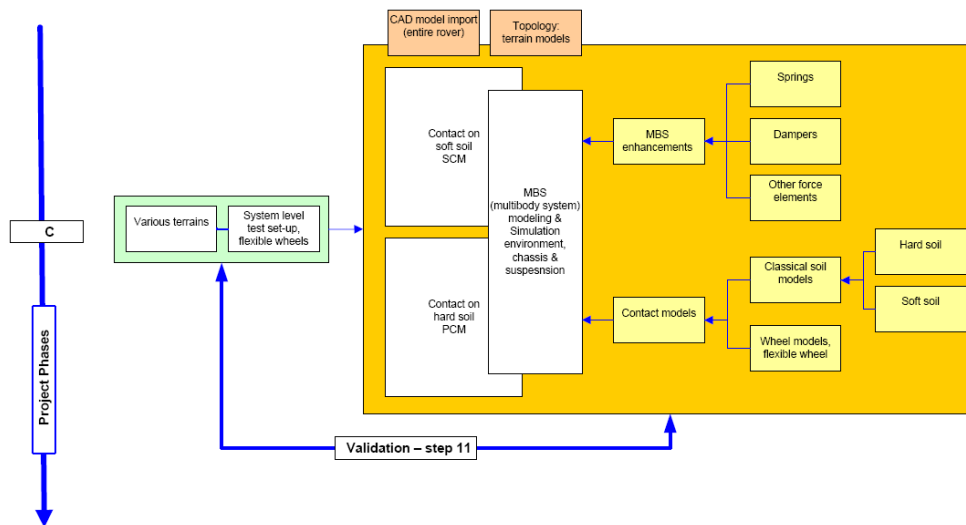 CAD model import
(entire rover)
Topology:
terrain models
Springs
Contact on
soft soil
SCM
MBS
enhancements
Dampers
Other force
elements
MBS
(multibody system)
modeling &
Simulation
environment,
chassis &
suspesnsion
Various terrains
System level
test set-up,
flexible wheels
C
Hard soil
Classical soil
models
Soft soil
Contact on
hard soil
PCM
Contact models
Wheel models,
flexible wheel
Project Phases
Validation – step 11